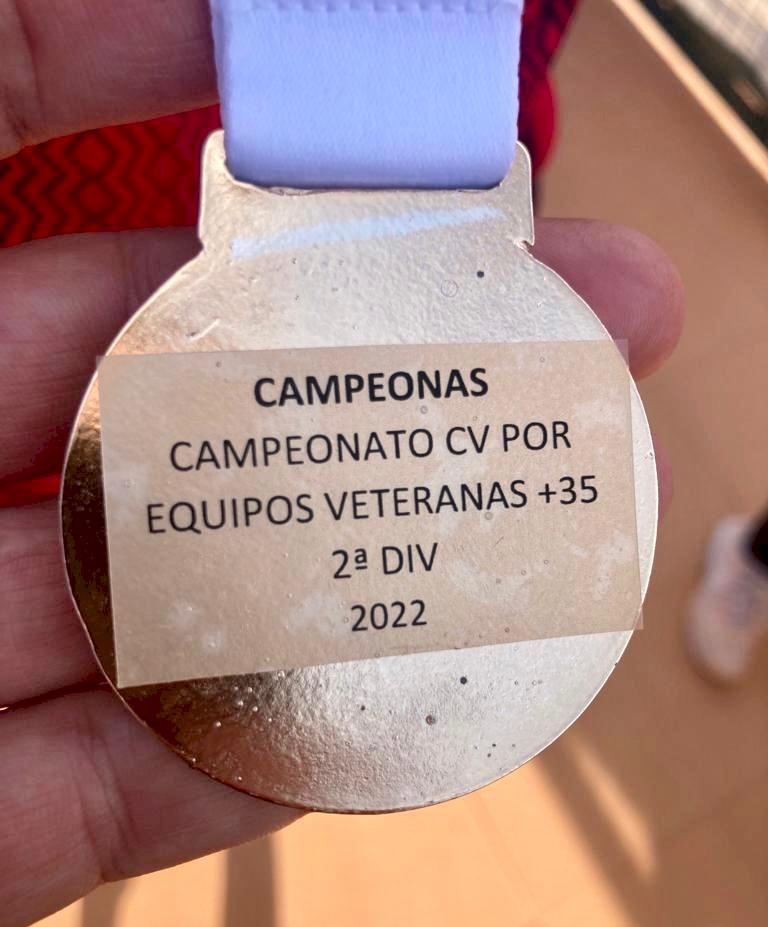 CAMPEONAS
CAMPEONATO CV POR
EQUIPOS VETERANAS +35
2ª DIV
2022